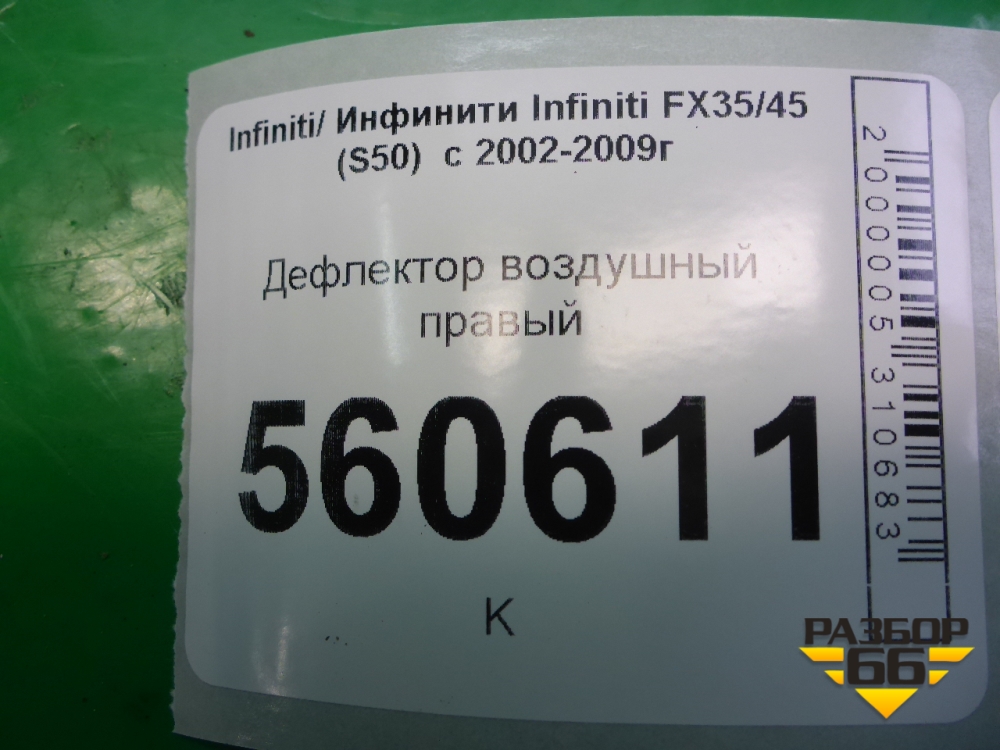 Infiniti/ Инфинити Infiniti FX35/45
(S50) с 2002-2009г
Дефлектор воздушный
правый
560611
К
2000005310683
РАЗБОР
66